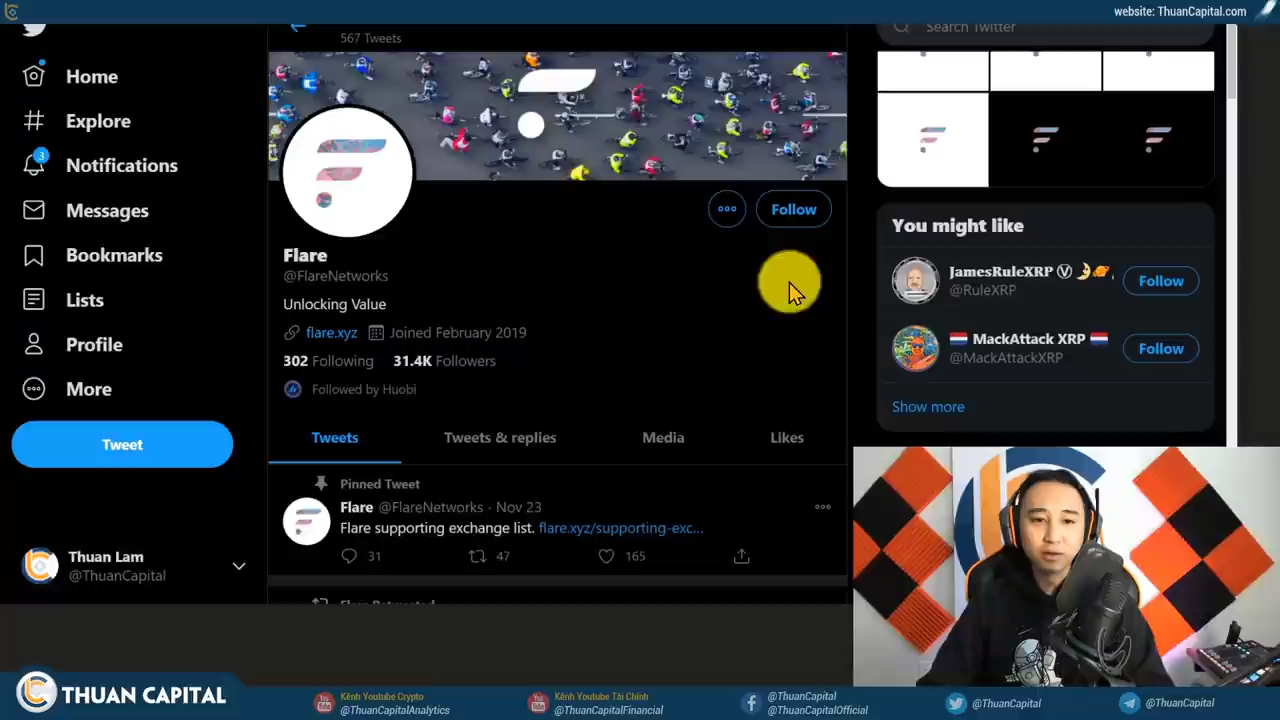 website: ThuanCapital.com
567 Tweets
Search Twitter
Home
Explore
3
Notifications
Messages
Bookmarks
Lists
Profile
More
Tweet
Thuan Lam
@ThuanCapital
Follow
Flare
@FlareNetworks
Unlocking Value
flare.xyz Joined February 2019
302 Following 31.4K Followers
Followed by Huobi
Tweets Tweets & replies Media Likes
Pinned Tweet
Flare @FlareNetworks · Nov 23
Flare supporting exchange list. flare.xyz/supporting-exc...
31 47 165
Flare Retweeted
You might like
JamesRuleXRP
@RuleXRP
Follow
MackAttack XRP
@MackAttackXRP
Follow
Show more
THUAN CAPITAL
Kênh Youtube Crypto
@ThuanCapitalAnalytics
Kênh Youtube Tài Chính
@ThuanCapitalFinancial
@ThuanCapital
@ThuanCapitalOfficial
@ThuanCapital
@ThuanCapital